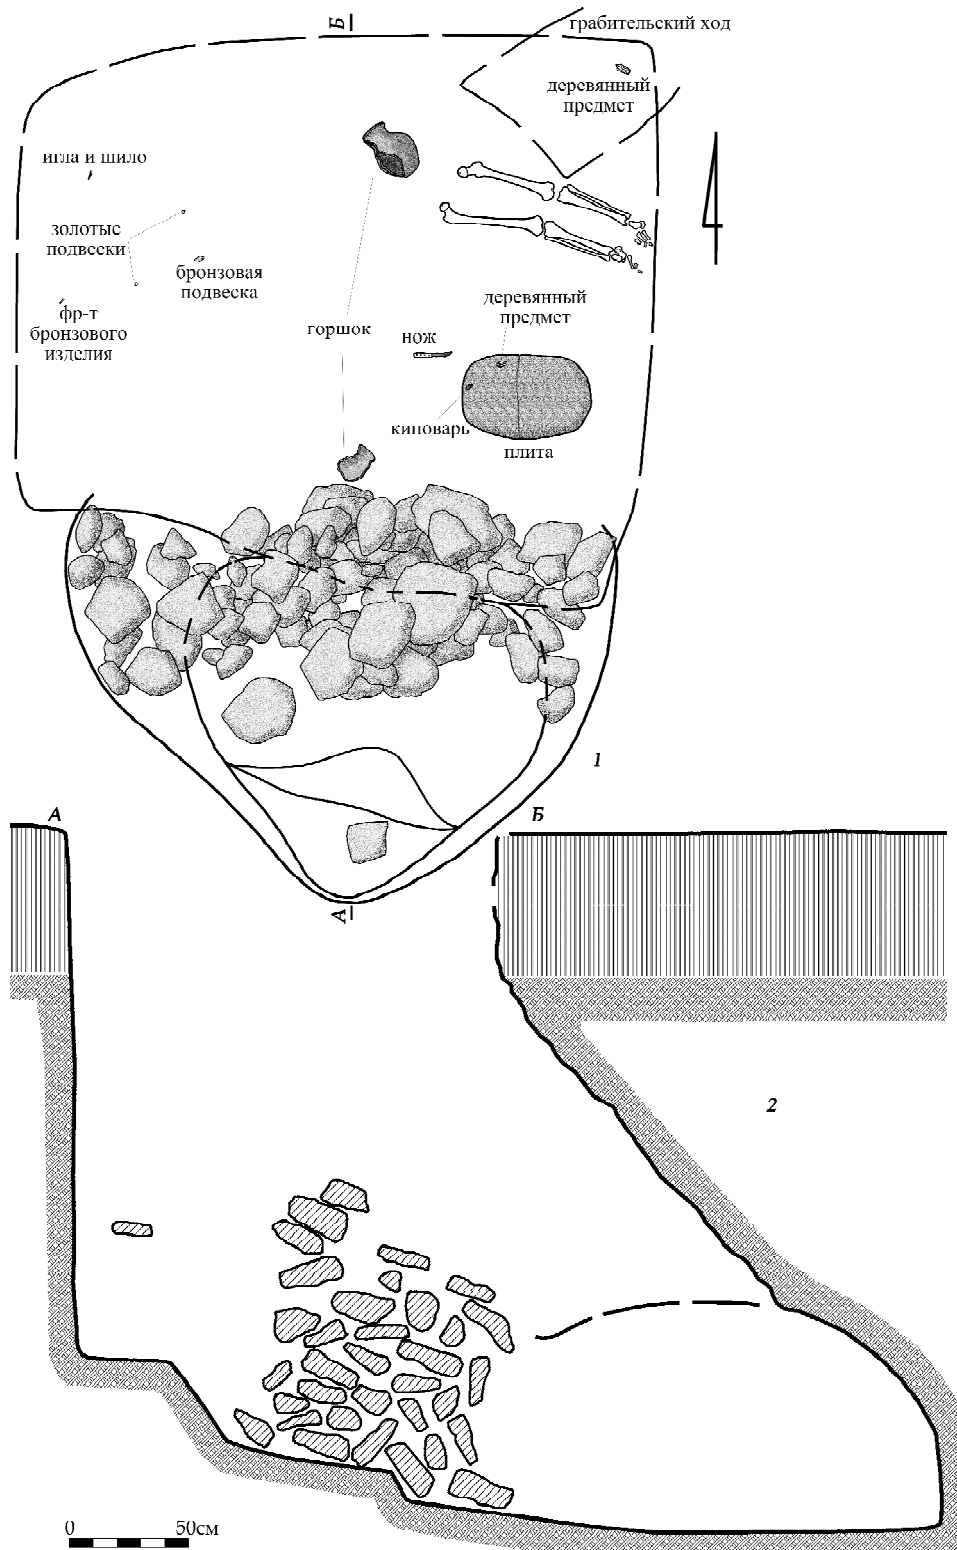 Б
грабительский ход
деревянный
предмет
игла и шило
золотые
подвески
бронзовая
подвеска
фр-т
бронзового
изделия
горшок
деревянный
предмет
нож
киноварь
плита
1
А
А
Б
2
0 50см